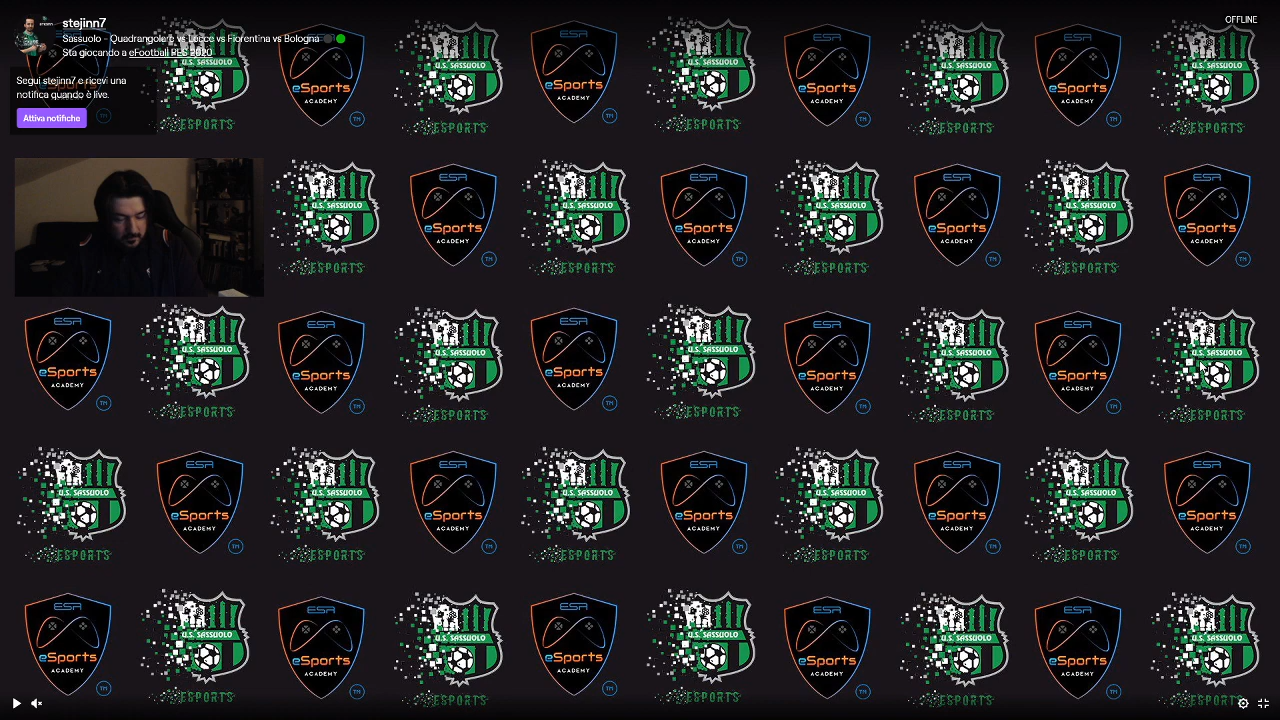 stejinn7
Sassuolo - Quadrangolare vs Lecce vs Fiorentina vs Bologna
Sta giocando a eFootball PES 2020
OFFLINE
Segui stejinn7 e ricevi una
notifica quando è live.
Attiva notifiche
ESA
eSports
ACADEMY
TM
U.S. SASSUOLO
ESPORTS